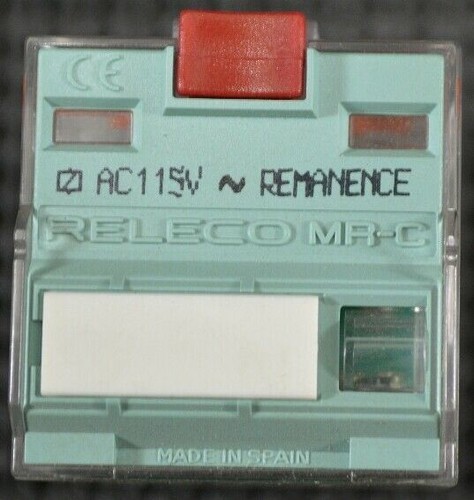 CE
AC115V ~ REMANENCE
RELECO MR-C
MADE IN SPAIN